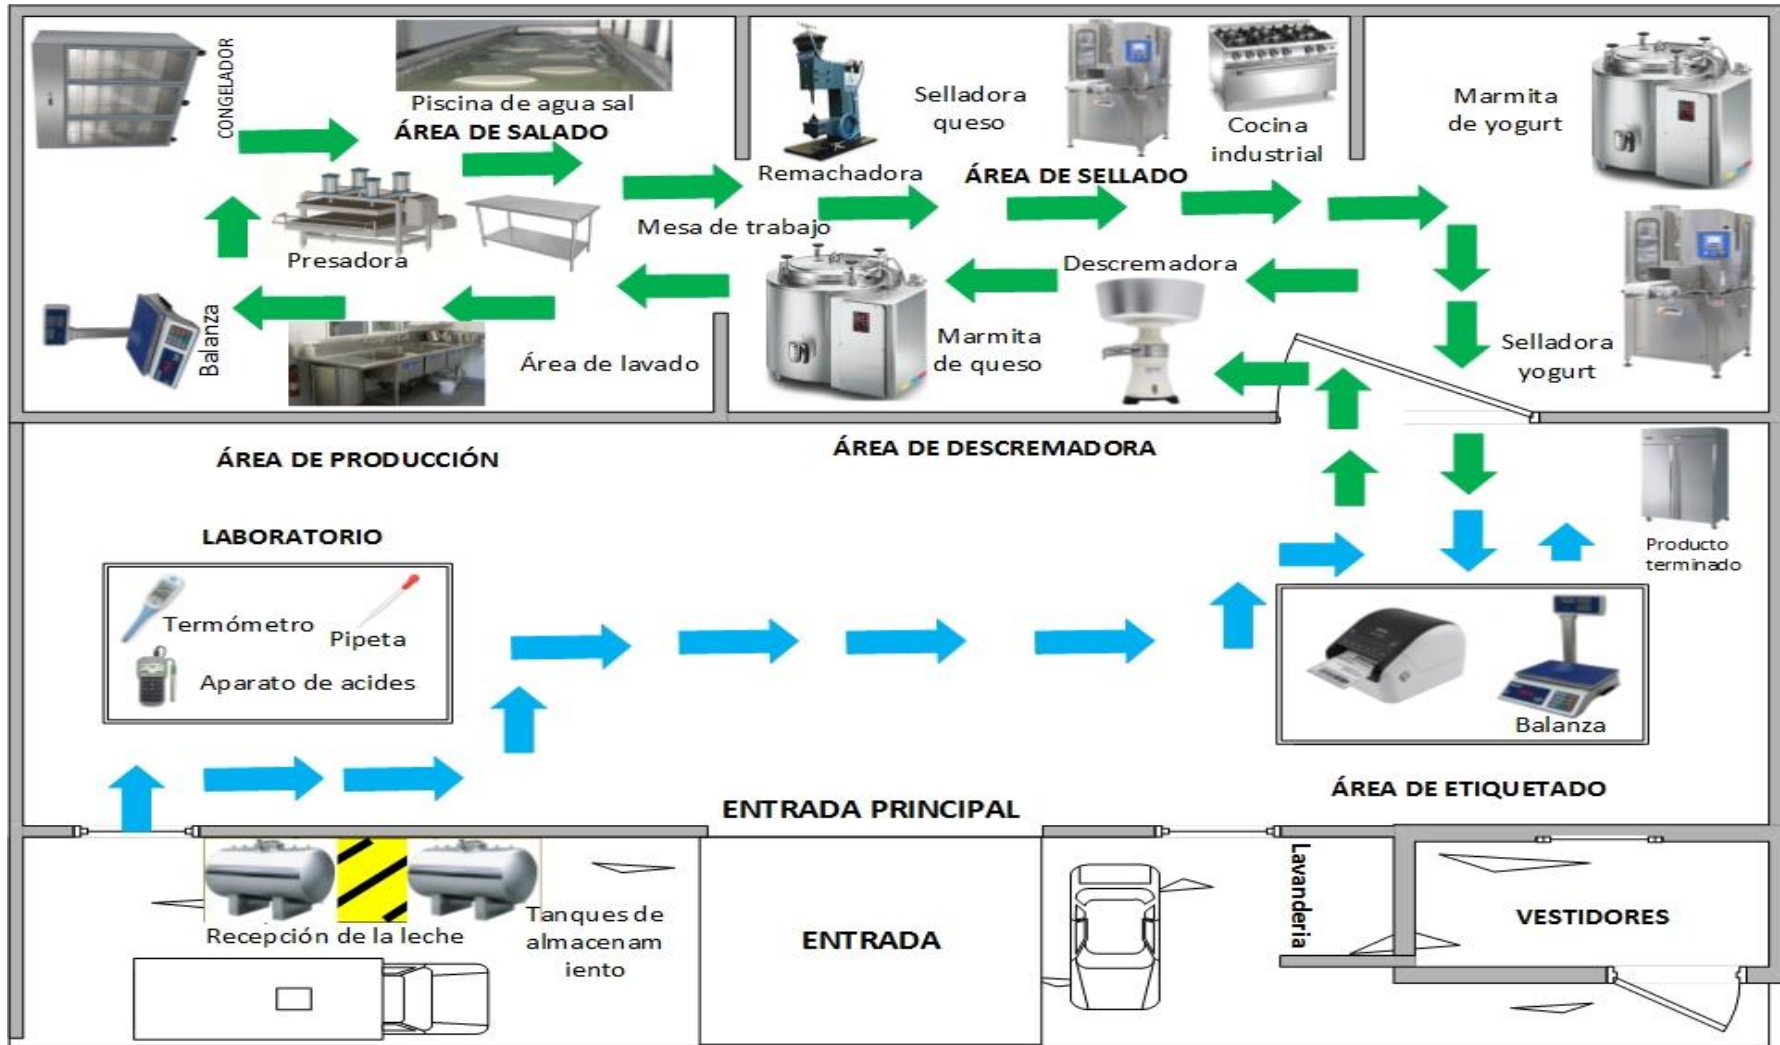 CONGELADOR
Piscina de agua sal
ÁREA DE SALADO
Presadora
Mesa de trabajo
Balanza
Área de lavado
Remachadora
Selladora
queso
Cocina
industrial
ÁREA DE SELLADO
Descremadora
Marmita
de queso
Marmita
de yogurt
Selladora
yogurt
ÁREA DE PRODUCCIÓN
ÁREA DE DESCREMADORA
Producto
terminado
LABORATORIO
Termómetro
Pipeta
Aparato de acides
Balanza
ÁREA DE ETIQUETADO
ENTRADA PRINCIPAL
Recepción de la leche
Tanques de
almacenam
iento
ENTRADA
Lavanderia
VESTIDORES